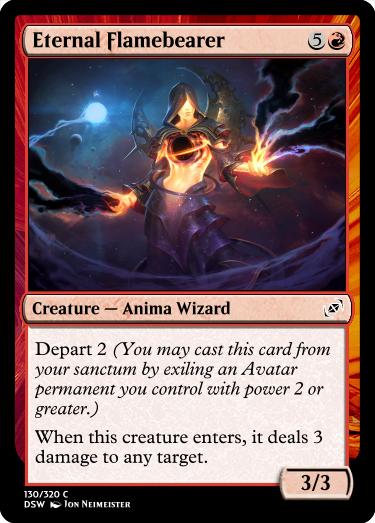 Eternal Flamebearer 5
Creature — Anima Wizard
Depart 2 (You may cast this card from
your sanctum by exiling an Avatar
permanent you control with power 2 or
greater.)
When this creature enters, it deals 3
damage to any target.
3/3
130/320 C
DSW Jon Neimeister